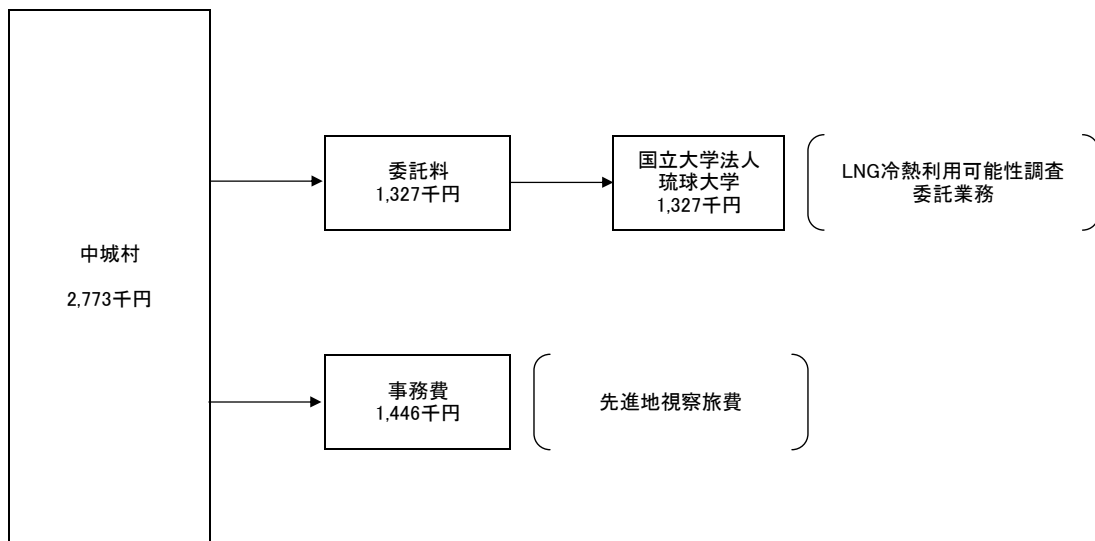 中城村
2,773千円
委託料
1,327千円
国立大学法人
琉球大学
1,327千円
LNG冷熱利用可能性調査
委託業務
事務費
1,446千円
先進地視察旅費